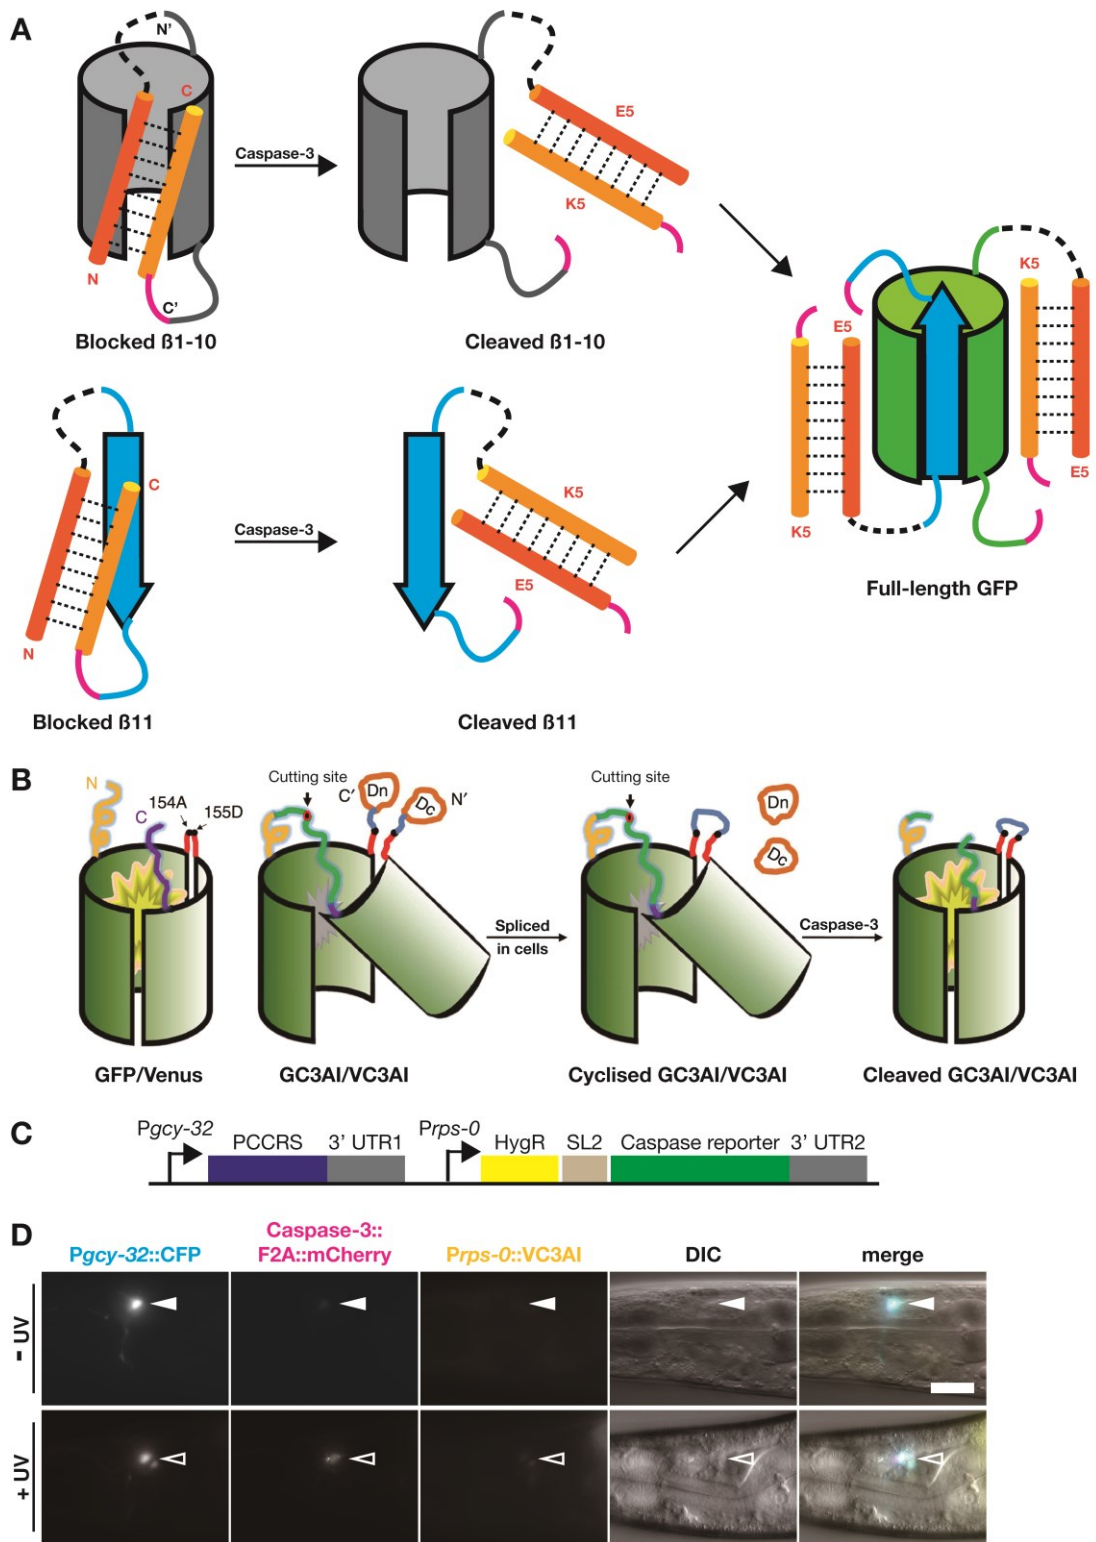 A
N'
C
N
C'
Blocked ß1-10
Caspase-3
E5
K5
Cleaved ß1-10
C
N
Blocked ß11
Caspase-3
K5
E5
Cleaved ß11
K5
E5
K5
E5
Full-length GFP
B
N
154A
C
155D
GFP/Venus
Cutting site
C′
Dn
Dc
N′
GC3AI/VC3AI
Spliced
in cells
Cutting site
Dn
Dc
Cyclised GC3AI/VC3AI
Caspase-3
Cleaved GC3AI/VC3AI
C
Pgcy-32
PCCRS
3’ UTR1
Prps-0
HygR
SL2
Caspase reporter
3’ UTR2
D
Pgcy-32::CFP
Caspase-3::
F2A::mCherry
Prps-0::VC3AI
DIC
merge
- UV
+ UV